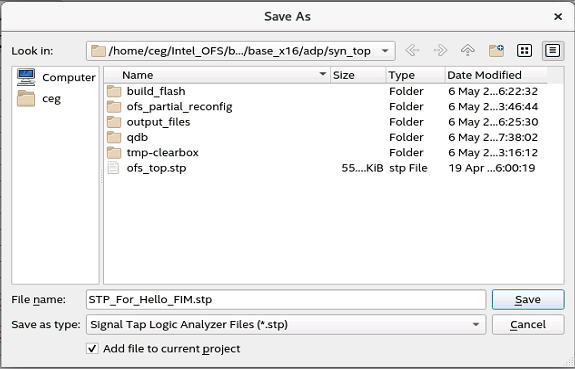 Save As
Look in: /home/ceg/Intel_OFS/b.../base_x16/adp/syn_top
Computer
ceg
Name Size Type Date Modified
build_flash Folder 6 May 2...6:22:32
ofs_partial_reconfig Folder 6 May 2...3:46:44
output_files Folder 6 May 2...6:25:30
qdb Folder 6 May 2...7:38:02
tmp-clearbox Folder 6 May 2...3:16:12
ofs_top.stp 55....KiB stp File 19 Apr ...6:00:19
File name: STP_For_Hello_FIM.stp Save
Save as type: Signal Tap Logic Analyzer Files (*.stp) Cancel
Add file to current project